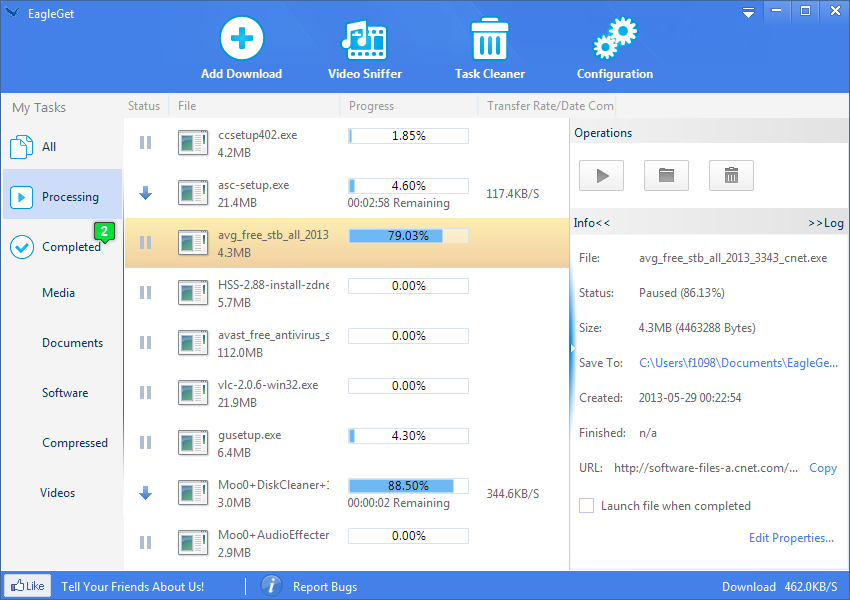 EagleGet
Add Download
Video Sniffer
Task Cleaner
Configuration
My Tasks
All
Processing
2
Completed
Media
Documents
Software
Compressed
Videos
Status File Progress Transfer Rate/Date Com
ccsetup402.exe 1.85%
4.2MB
asc-setup.exe 4.60%
21.4MB 00:02:58 Remaining 117.4KB/S
avg_free_stb_all_2013 79.03%
4.3MB
HSS-2.88-install-zdne 0.00%
5.7MB
avast_free_antivirus_s 0.00%
112.0MB
vlc-2.0.6-win32.exe 0.00%
21.9MB
gusetup.exe 4.30%
6.4MB
Moo0+DiskCleaner+1 88.50%
3.0MB 00:00:02 Remaining 344.6KB/S
Moo0+AudioEffecter 0.00%
2.9MB
Operations
Info<< >>Log
File: avg_free_stb_all_2013_3343_cnet.exe
Status: Paused (86.13%)
Size: 4.3MB (4463288 Bytes)
Save To: C:\Users\f1098\Documents\EagleGe...
Created: 2013-05-29 00:22:54
Finished: n/a
URL: http://software-files-a.cnet.com/... Copy
Launch file when completed
Edit Properties...
Like Tell Your Friends About Us! Report Bugs Download 462.0KB/S